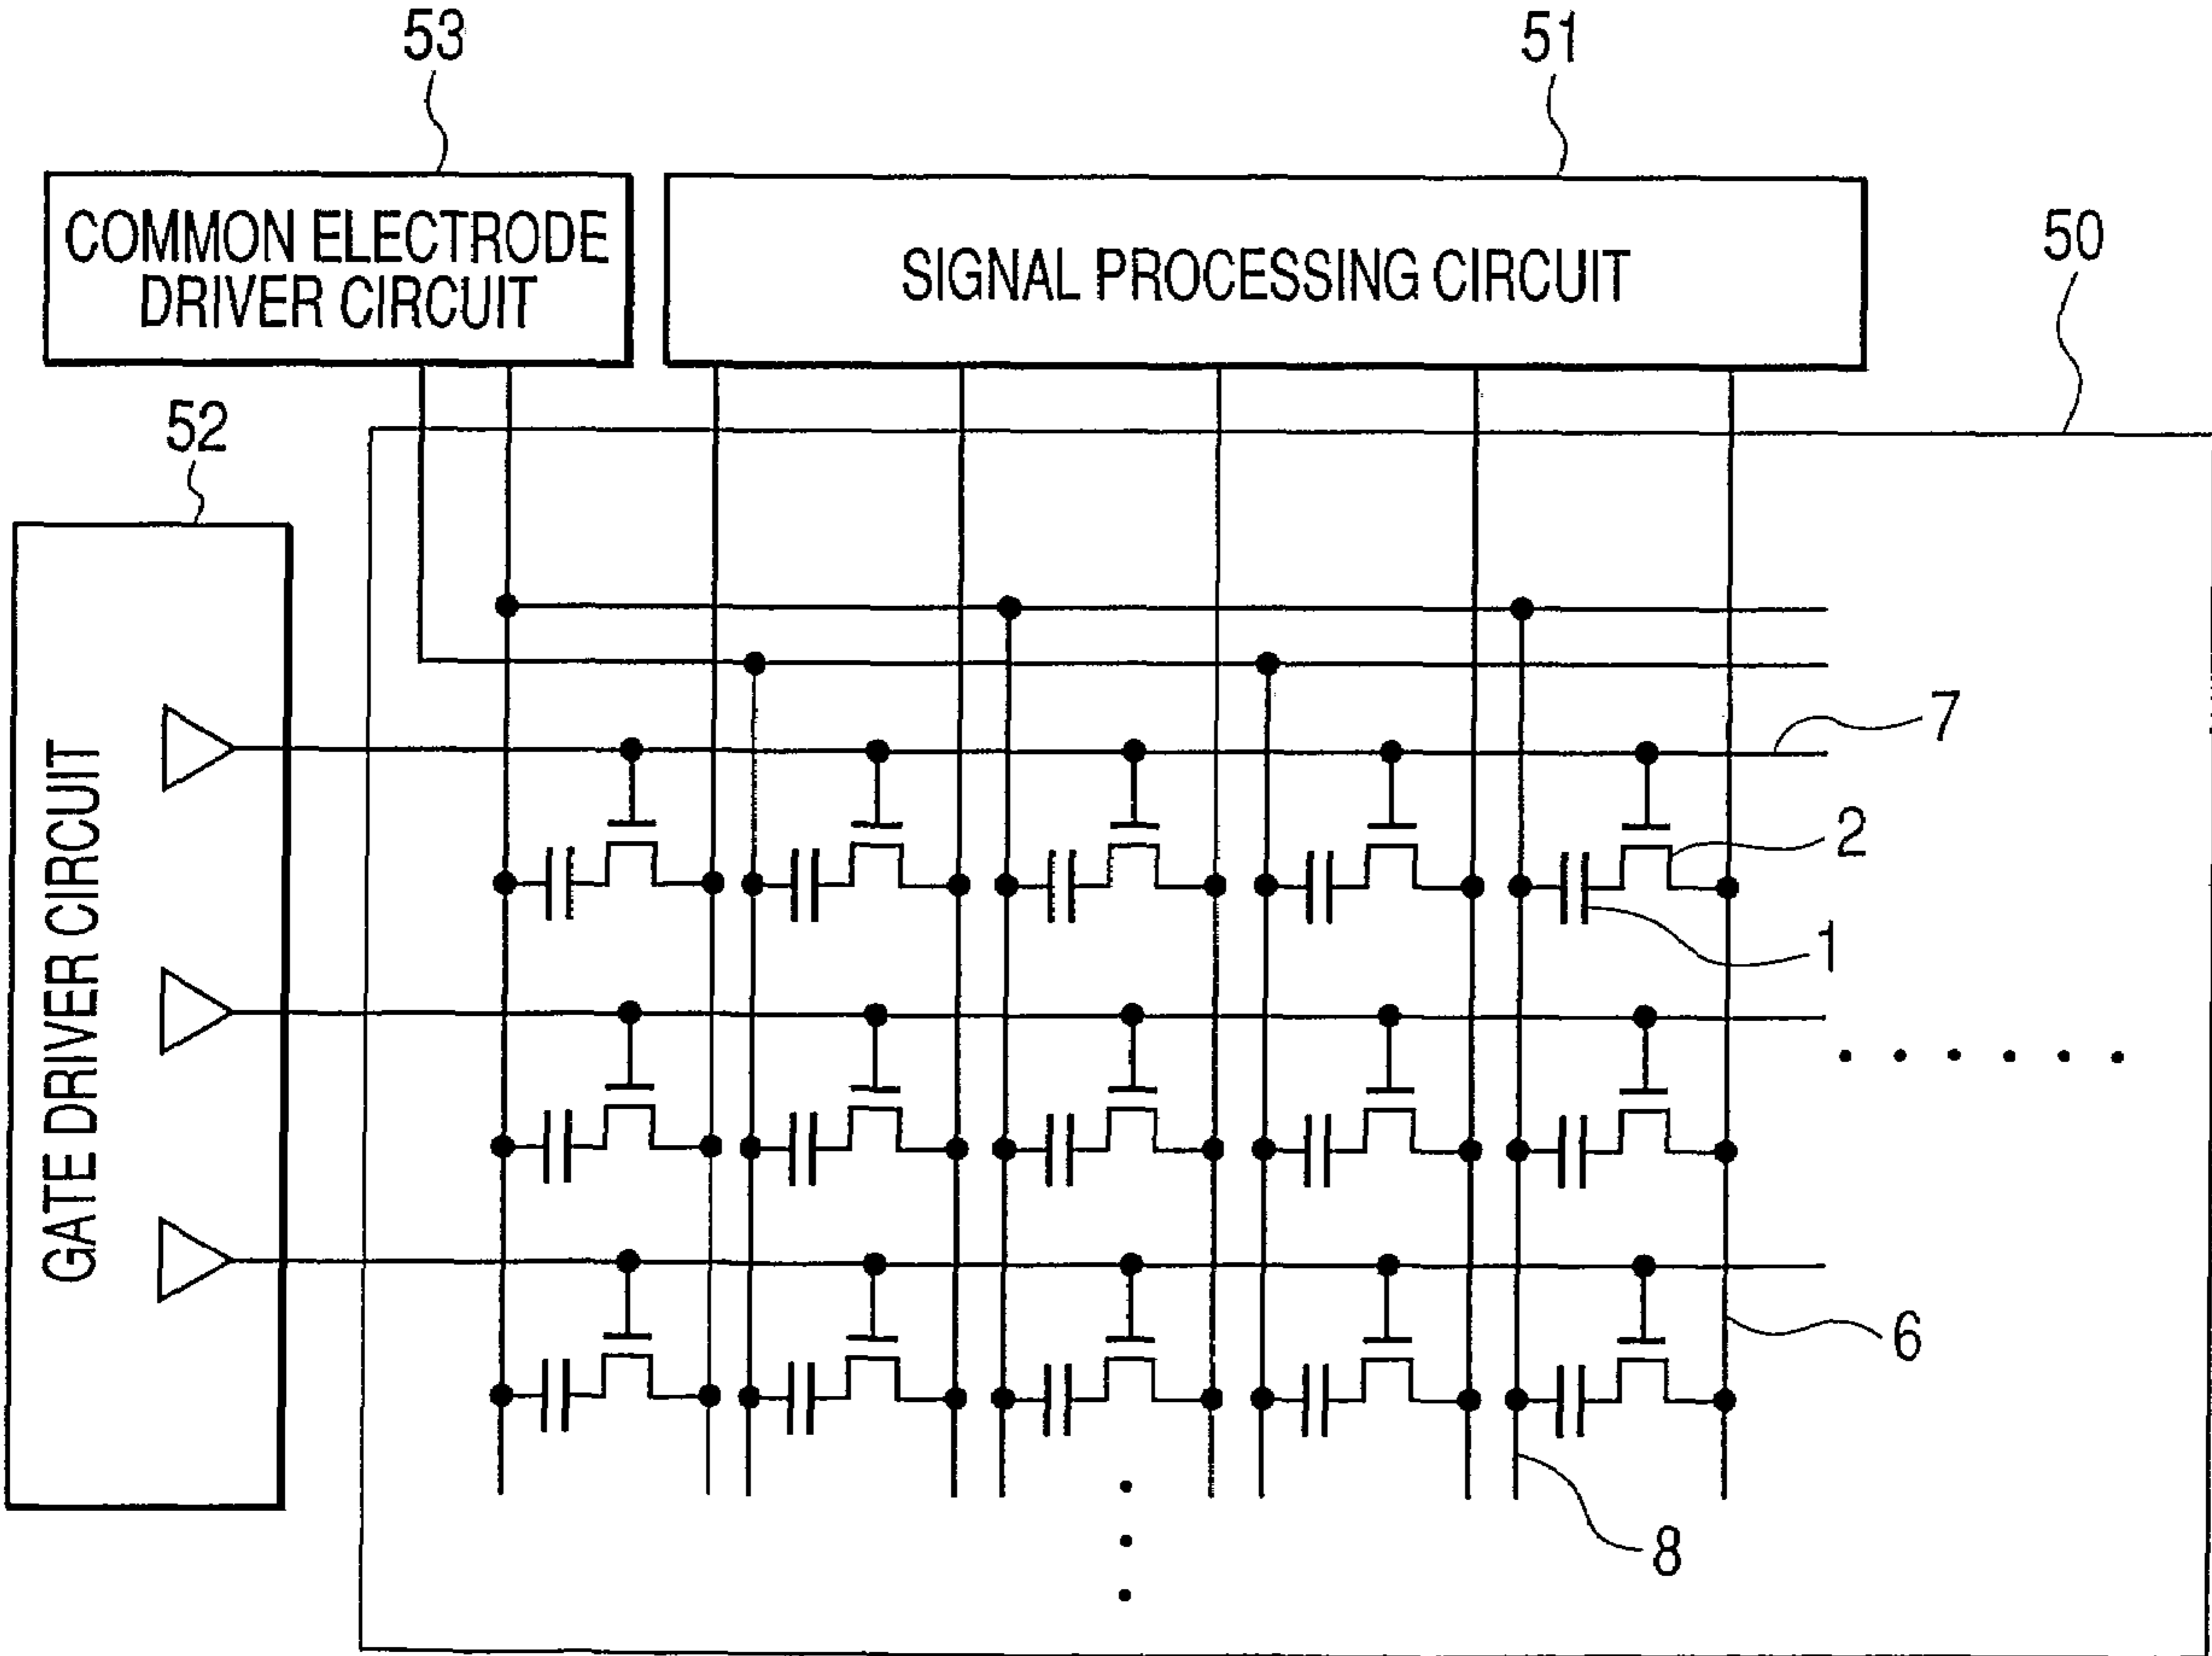 53
51
COMMON ELECTRODE
DRIVER CIRCUIT
SIGNAL PROCESSING CIRCUIT
50
52
GATE DRIVER CIRCUIT
7
2
1
6
8